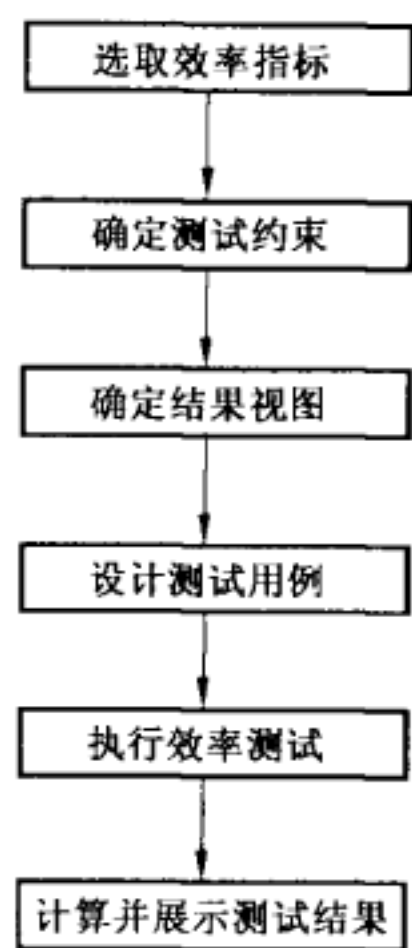 选取效率指标
确定测试约束
确定结果视图
设计测试用例
执行效率测试
计算并展示测试结果